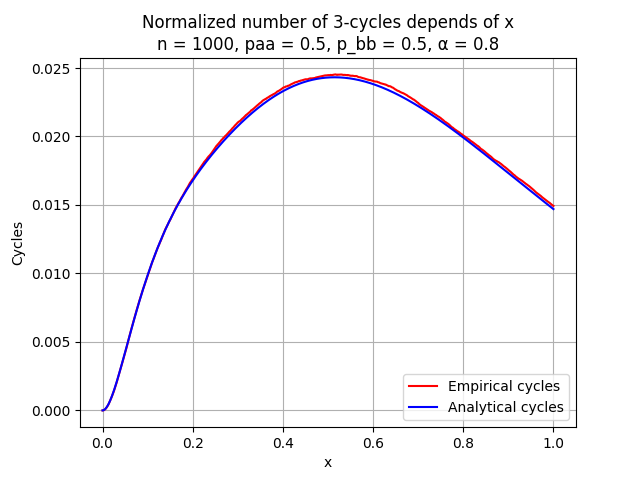 Normalized number of 3-cycles depends of x
n = 1000, paa = 0.5, p_bb = 0.5, α = 0.8
0.025
0.020
0.015
0.010
0.005
0.000
Cycles
Empirical cycles
Analytical cycles
0.0 0.2 0.4 0.6 0.8 1.0
x